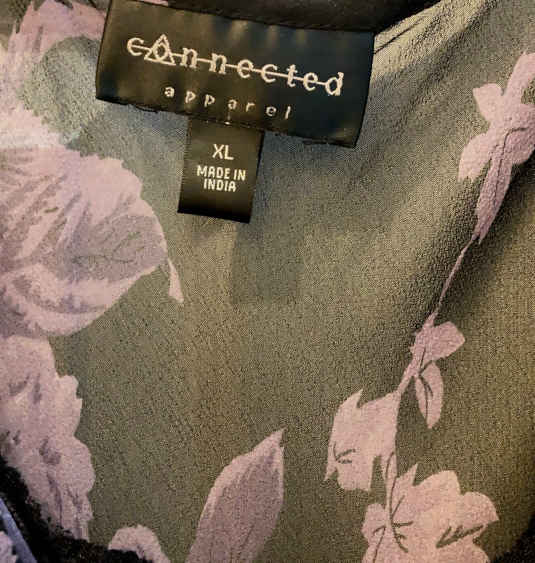 connected
apparel
XL
MADE IN
INDIA